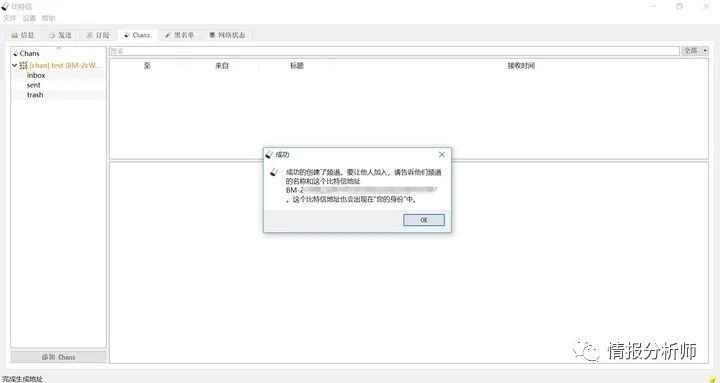 比特信
文件 设置 帮助
信息 发送 订阅 Chans 黑名单 网络状态
Chans
搜索
全部
[chan] test (BM-2cW...
至 来自 标题 接收时间
inbox
sent
trash
成功
成功的创建了频道。要让他人加入，请告诉他们频道
的名称和这个比特信地址
BM-2
。这个比特信地址也会出现在"您的身份"中。
OK
添加 Chans
完成生成地址
情报分析师